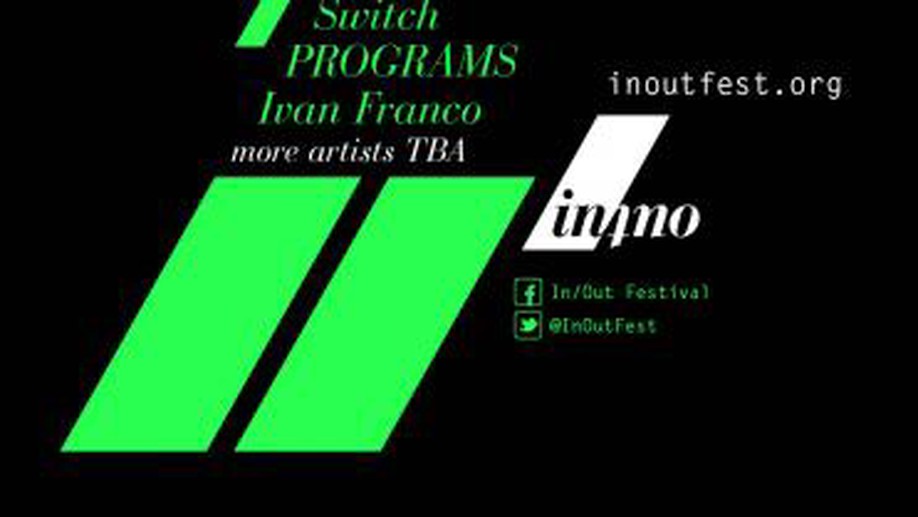 Switch
PROGRAMS
Ivan Franco
more artists TBA
inoutfest.org
in/out
In/Out Festival
@InOutFest